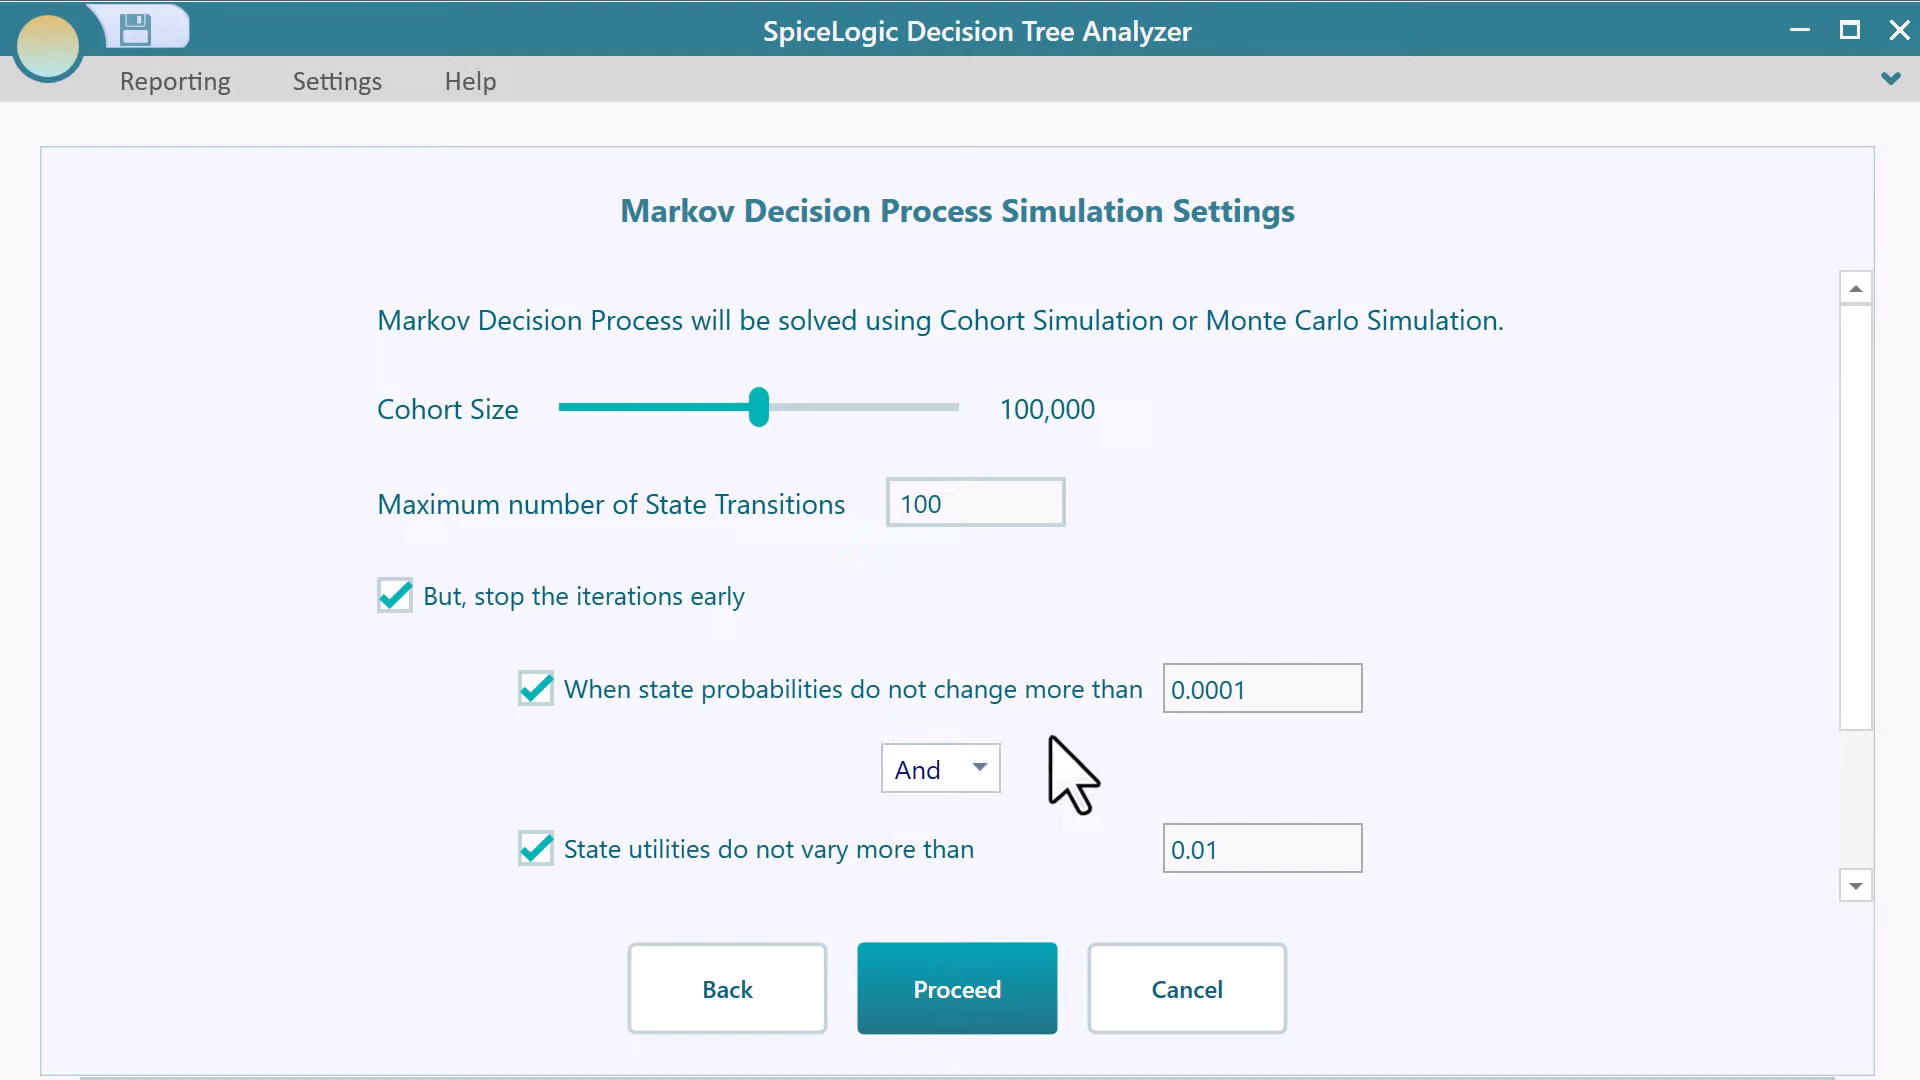 SpiceLogic Decision Tree Analyzer
Reporting Settings Help
Markov Decision Process Simulation Settings
Markov Decision Process will be solved using Cohort Simulation or Monte Carlo Simulation.
Cohort Size 100,000
Maximum number of State Transitions 100
But, stop the iterations early
When state probabilities do not change more than 0.0001
And
State utilities do not vary more than 0.01
Back Proceed Cancel